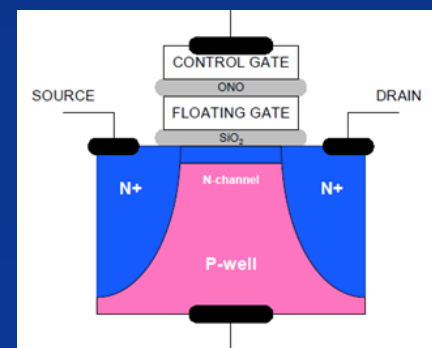 CONTROL GATE
ONO
SOURCE
FLOATING GATE
DRAIN
SiO₂
N+
N-channel
N+
P-well